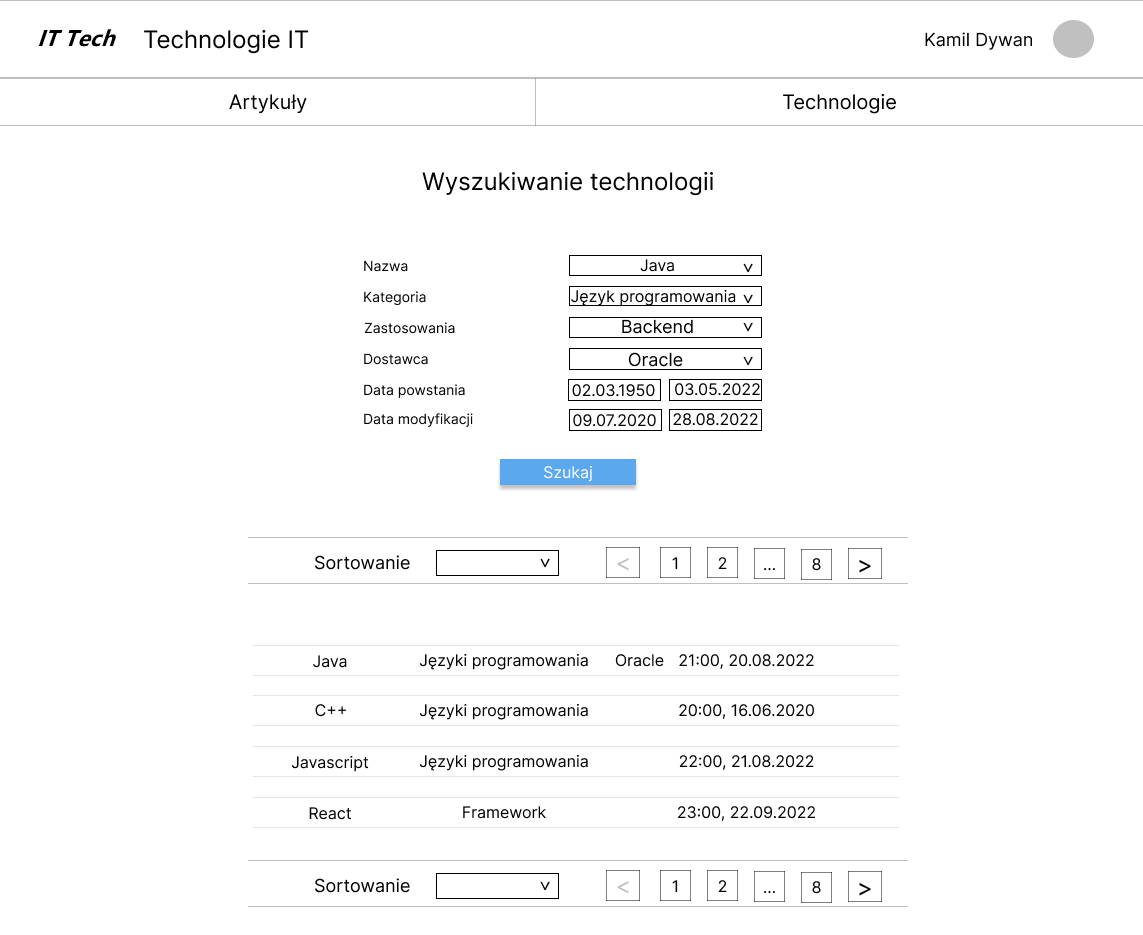 IT Tech Technologie IT Kamil Dywan
Artykuły Technologie
Wyszukiwanie technologii
Nazwa Java v
Kategoria Język programowania v
Zastosowania Backend v
Dostawca Oracle v
Data powstania 02.03.1950 03.05.2022
Data modyfikacji 09.07.2020 28.08.2022
Szukaj
Sortowanie v < 1 2 ... 8 >
Java Języki programowania Oracle 21:00, 20.08.2022
C++ Języki programowania 20:00, 16.06.2020
Javascript Języki programowania 22:00, 21.08.2022
React Framework 23:00, 22.09.2022
Sortowanie v < 1 2 ... 8 >